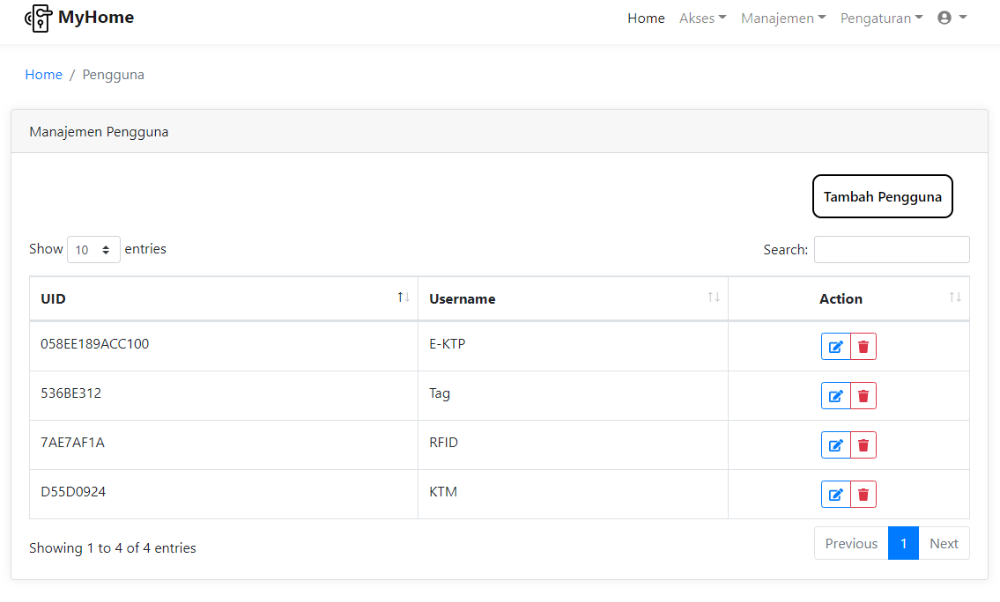 MyHome Home Akses Manajemen Pengaturan
Home / Pengguna
Manajemen Pengguna
Tambah Pengguna
Show 10 entries Search:
UID Username Action
058EE189ACC100 E-KTP
536BE312 Tag
7AE7AF1A RFID
D55D0924 KTM
Showing 1 to 4 of 4 entries Previous 1 Next